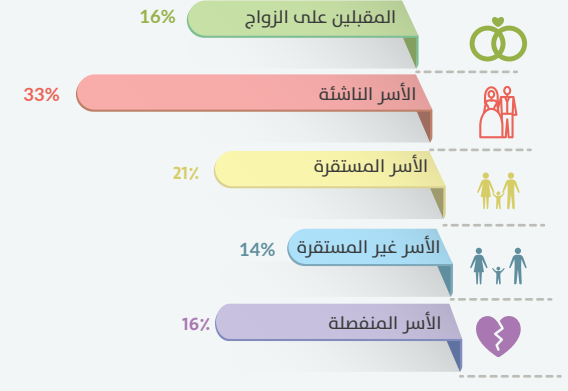 المقبلين على الزواج 16%
الأسر الناشئة 33%
الأسر المستقرة 21٪
الأسر غير المستقرة 14%
الأسر المنفصلة 16٪